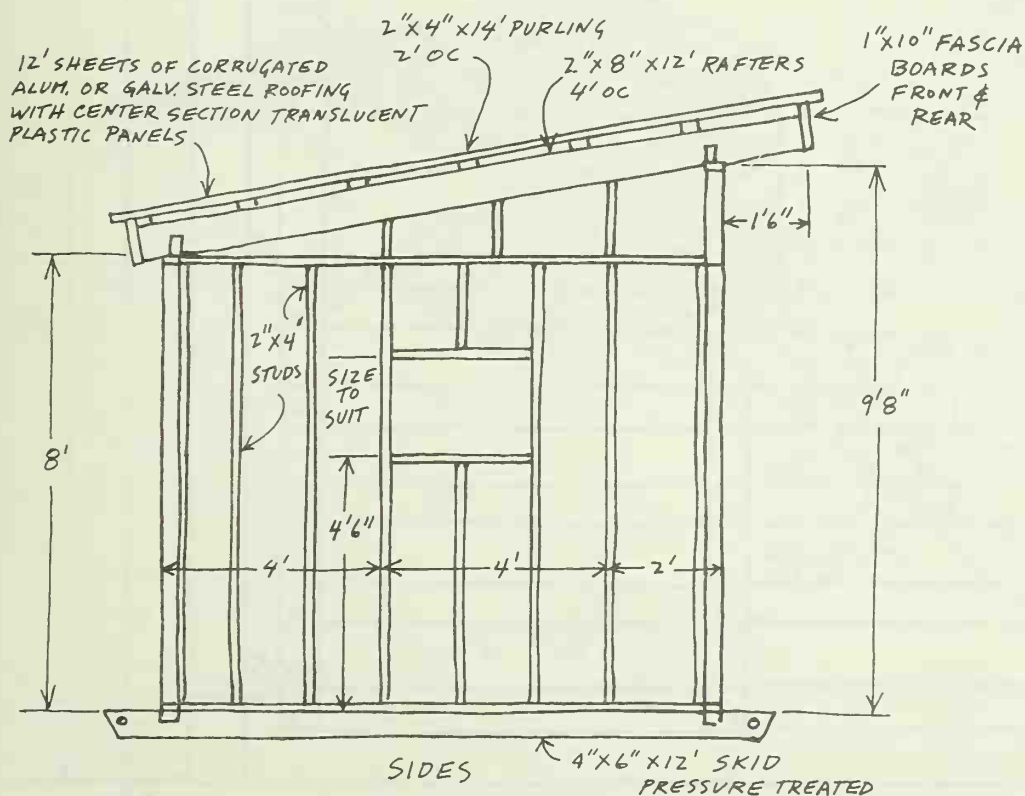 2"X4"X14' PURLING
2' OC
12' SHEETS OF CORRUGATED
ALUM. OR GALV. STEEL ROOFING
WITH CENTER SECTION TRANSLUCENT
PLASTIC PANELS
2"X8"X12' RAFTERS
4' OC
1"X10" FASCIA
BOARDS
FRONT &
REAR
1'6"
2"X4"
STUDS
SIZE
TO
SUIT
8'
9'8"
4'6"
4'
4'
2'
SIDES
4"X6"X12' SKID
PRESSURE TREATED